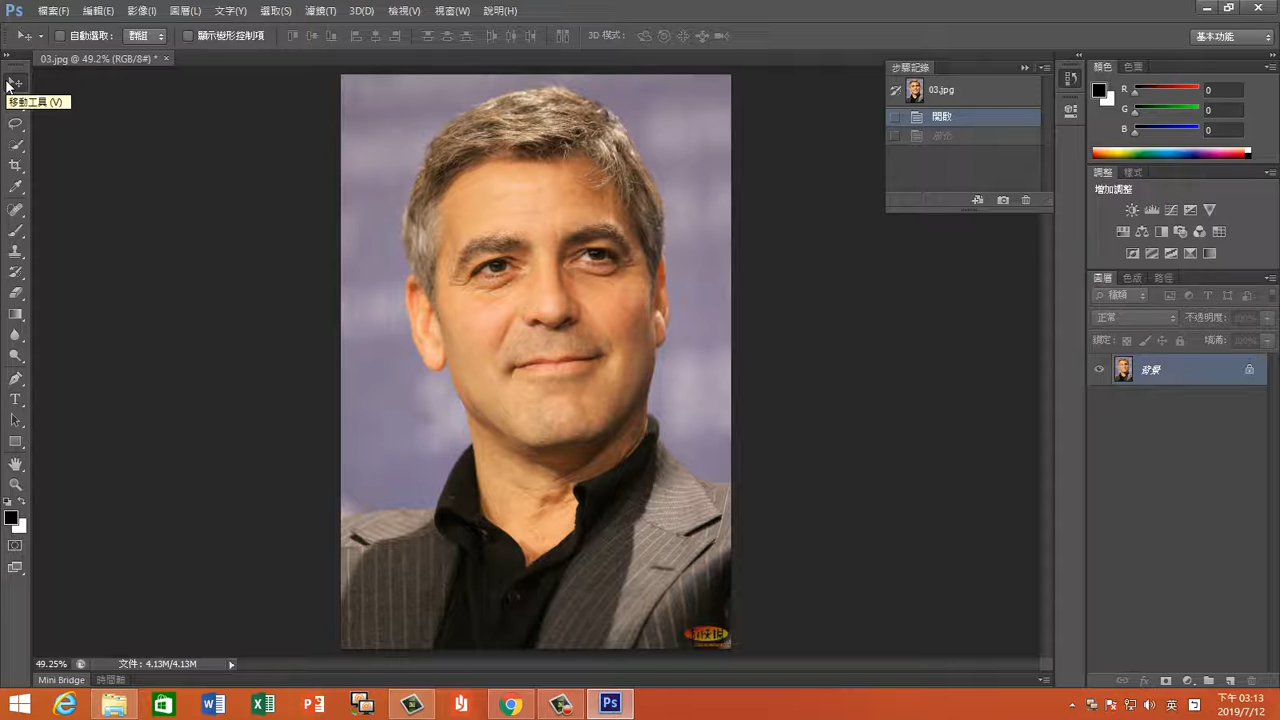 Ps 檔案(F) 編輯(E) 影像(I) 圖層(L) 文字(Y) 選取(S) 濾鏡(T) 3D(D) 檢視(V) 視窗(W) 說明(H)
自動選取: 群組 顯示變形控制項 3D 模式: 基本功能
03.jpg @ 49.2% (RGB/8#) * ×
移動工具 (V)
步驟記錄
03.jpg
開啟
顏色 色票
R 0
G 0
B 0
調整 樣式
增加調整
圖層 色版 路徑
種類
正常 不透明度: 100%
鎖定: 填滿: 100%
背景
49.25% 文件: 4.13M/4.13M
Mini Bridge 時間軸
英
下午 03:13
2019/7/12